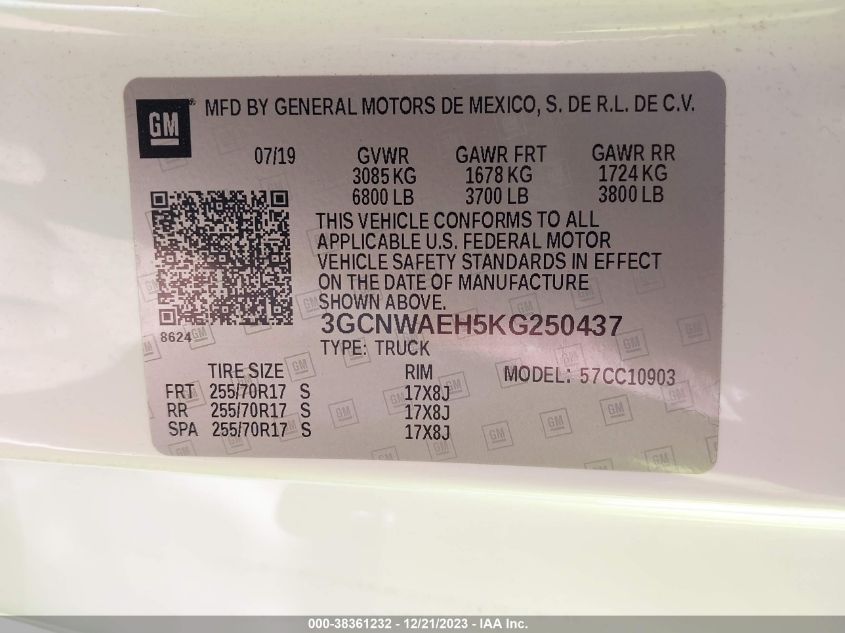 GM ® MFD BY GENERAL MOTORS DE MEXICO, S. DE R.L. DE C.V.
07/19 GVWR GAWR FRT GAWR RR
3085 KG 1678 KG 1724 KG
6800 LB 3700 LB 3800 LB
THIS VEHICLE CONFORMS TO ALL
APPLICABLE U.S. FEDERAL MOTOR
VEHICLE SAFETY STANDARDS IN EFFECT
ON THE DATE OF MANUFACTURE
SHOWN ABOVE.
8624
3GCNWAEH5KG250437
TYPE: TRUCK
TIRE SIZE RIM MODEL: 57CC10903
FRT 255/70R17 S 17X8J
RR 255/70R17 S 17X8J
SPA 255/70R17 S 17X8J
000-38361232 - 12/21/2023 - IAA Inc.